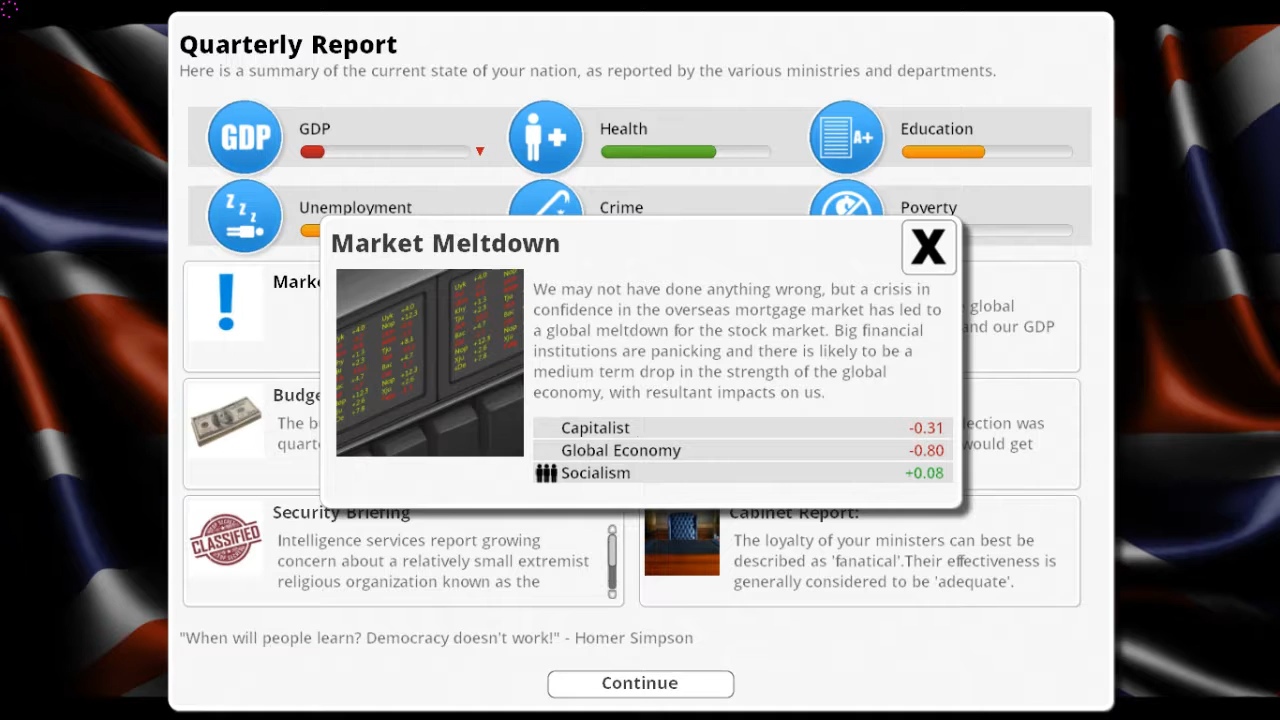 Quarterly Report
Here is a summary of the current state of your nation, as reported by the various ministries and departments.
GDP
GDP
Health
A+
Education
Z Z Z
Unemployment
Crime
Poverty
Market Meltdown
X
We may not have done anything wrong, but a crisis in
confidence in the overseas mortgage market has led to
a global meltdown for the stock market. Big financial
institutions are panicking and there is likely to be a
medium term drop in the strength of the global
economy, with resultant impacts on us.
Capitalist -0.31
Global Economy -0.80
Socialism +0.08
Marke
global
and our GDP
Budge
The b
quart
lection was
would get
Security Briefing
CLASSIFIED
Intelligence services report growing
concern about a relatively small extremist
religious organization known as the
Cabinet Report:
The loyalty of your ministers can best be
described as 'fanatical'.Their effectiveness is
generally considered to be 'adequate'.
"When will people learn? Democracy doesn't work!" - Homer Simpson
Continue